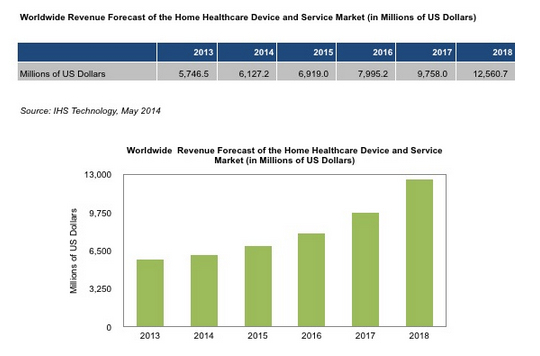 Worldwide Revenue Forecast of the Home Healthcare Device and Service Market (in Millions of US Dollars)
2013 2014 2015 2016 2017 2018
Millions of US Dollars 5,746.5 6,127.2 6,919.0 7,995.2 9,758.0 12,560.7
Source: IHS Technology, May 2014
Worldwide Revenue Forecast of the Home Healthcare Device and Service
Market (in Millions of US Dollars)
Millions of US Dollars
13,000
9,750
6,500
3,250
0
2013 2014 2015 2016 2017 2018